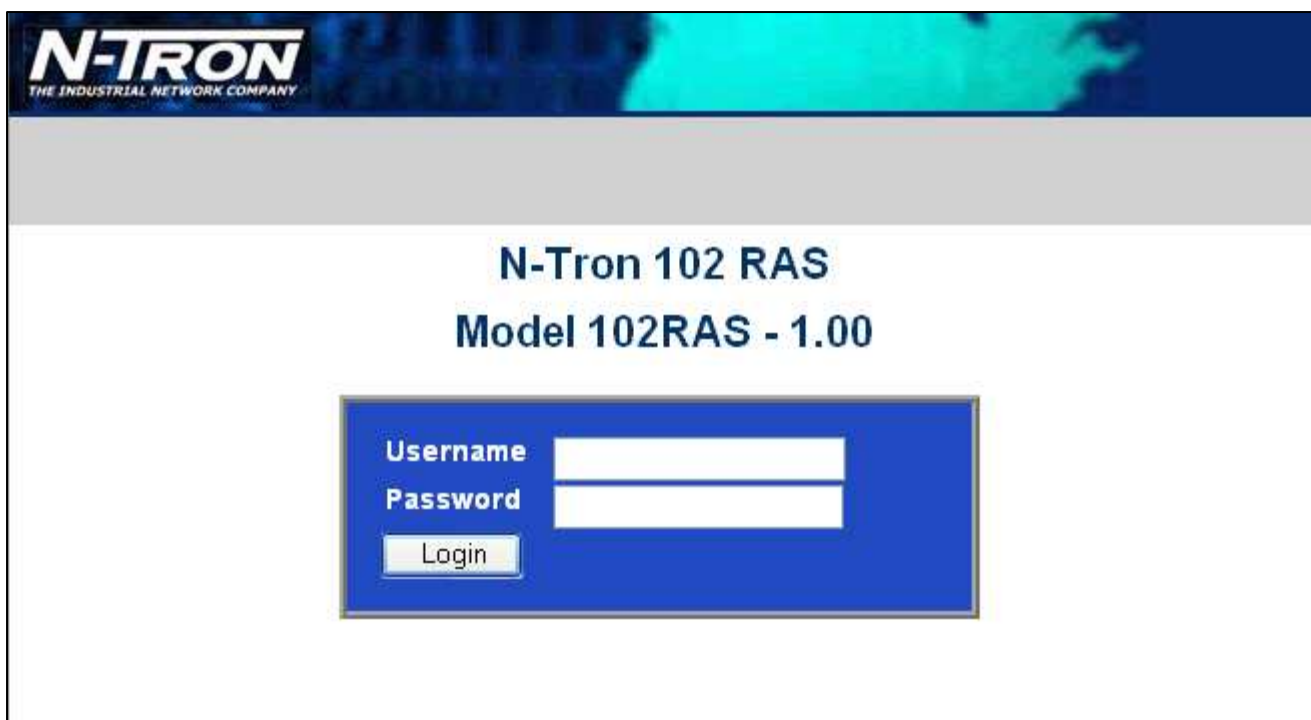 N-TRON
THE INDUSTRIAL NETWORK COMPANY
N-Tron 102 RAS
Model 102RAS - 1.00
Username
Password
Login